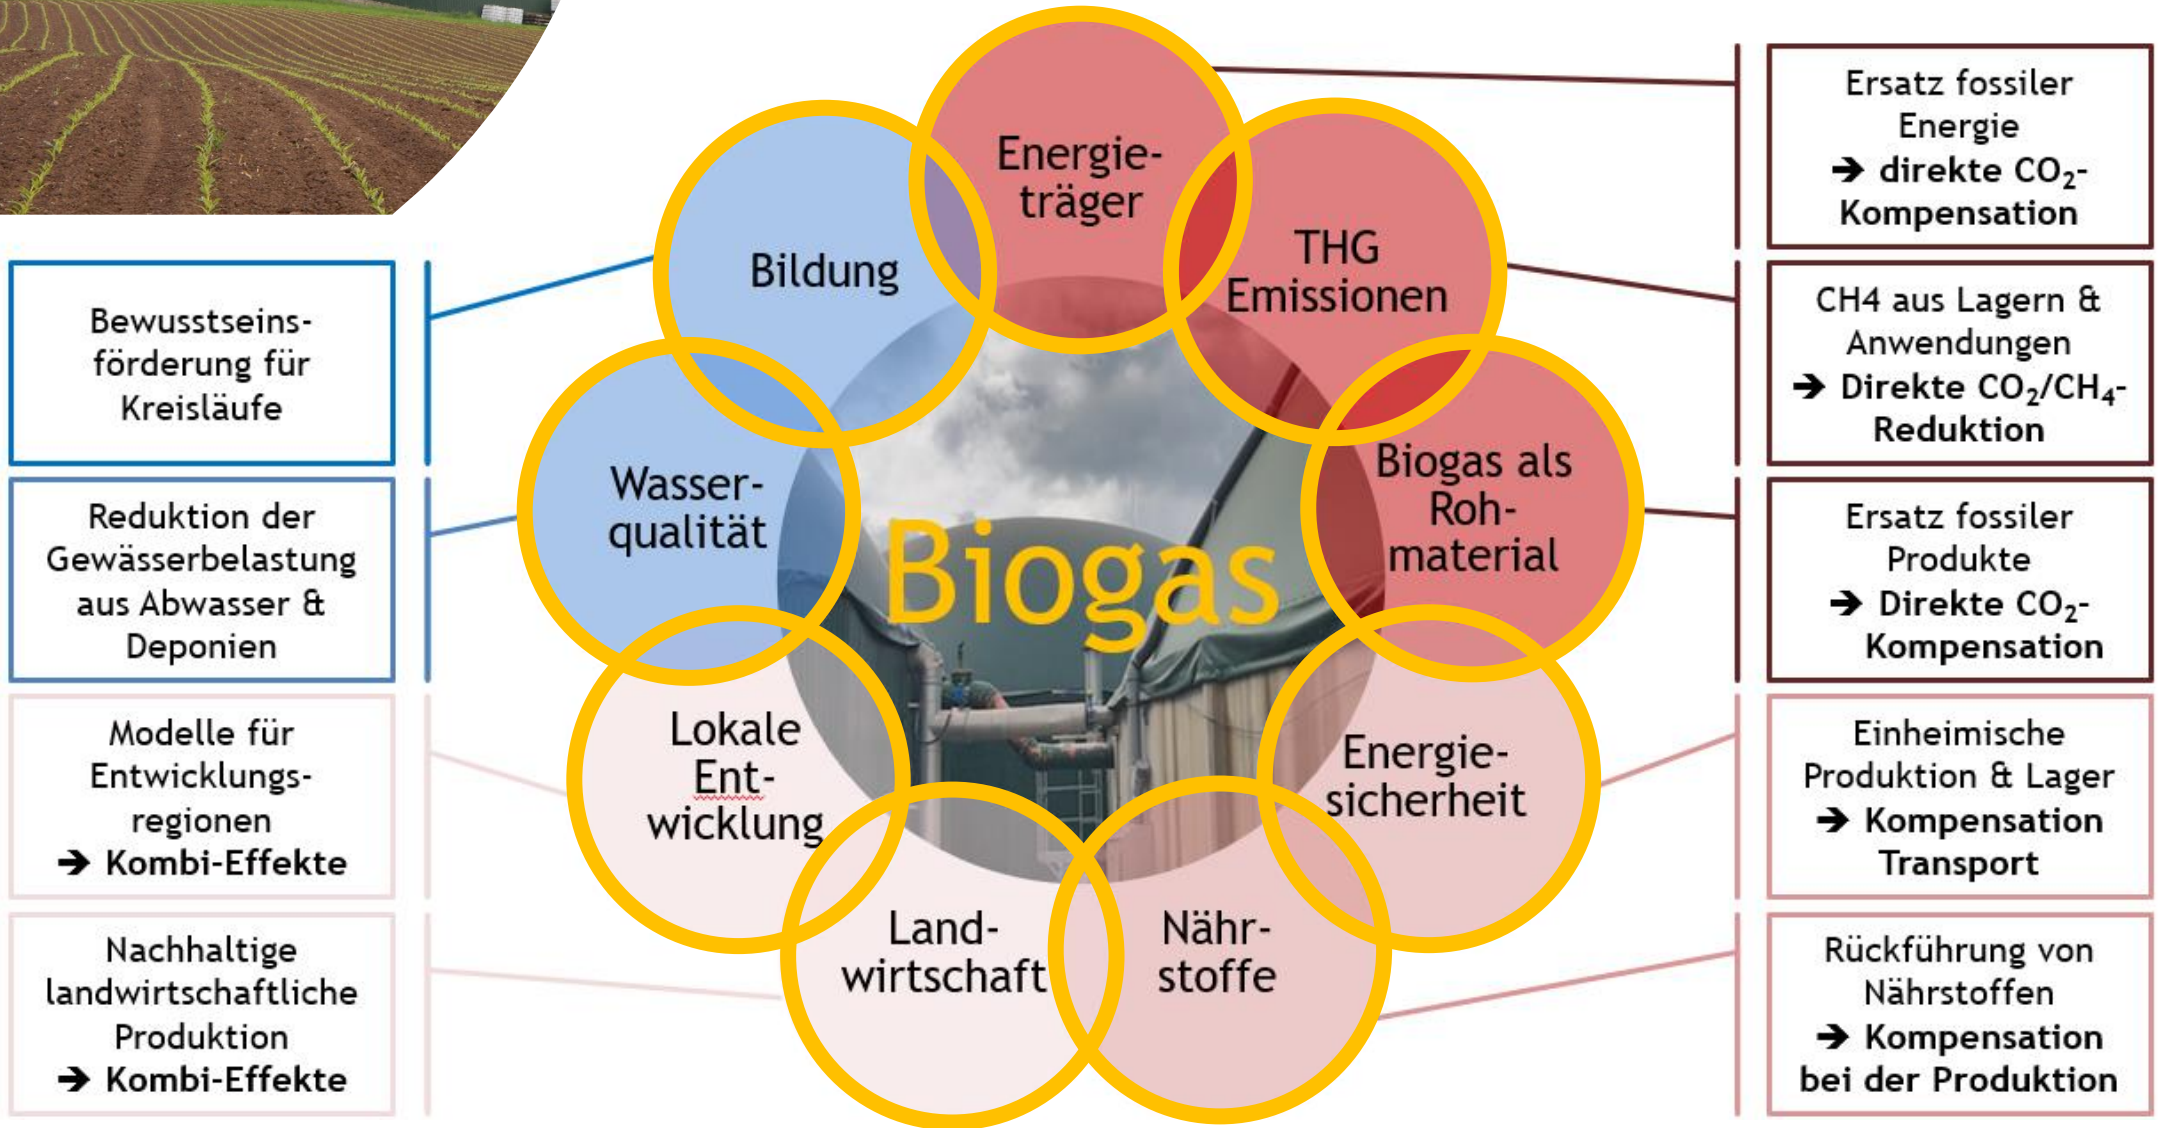 Energie-
träger
THG
Emissionen
Biogas als
Roh-
material
Energie-
sicherheit
Nähr-
stoffe
Land-
wirtschaft
Lokale
Ent-
wicklung
Wasser-
qualität
Bildung
Biogas
Bewusstseins-
förderung für
Kreisläufe
Reduktion der
Gewässerbelastung
aus Abwasser &
Deponien
Modelle für
Entwicklungs-
regionen
➔ Kombi-Effekte
Nachhaltige
landwirtschaftliche
Produktion
➔ Kombi-Effekte
Ersatz fossiler
Energie
➔ direkte CO₂-
Kompensation
CH4 aus Lagern &
Anwendungen
➔ Direkte CO₂/CH₄-
Reduktion
Ersatz fossiler
Produkte
➔ Direkte CO₂-
Kompensation
Einheimische
Produktion & Lager
➔ Kompensation
Transport
Rückführung von
Nährstoffen
➔ Kompensation
bei der Produktion